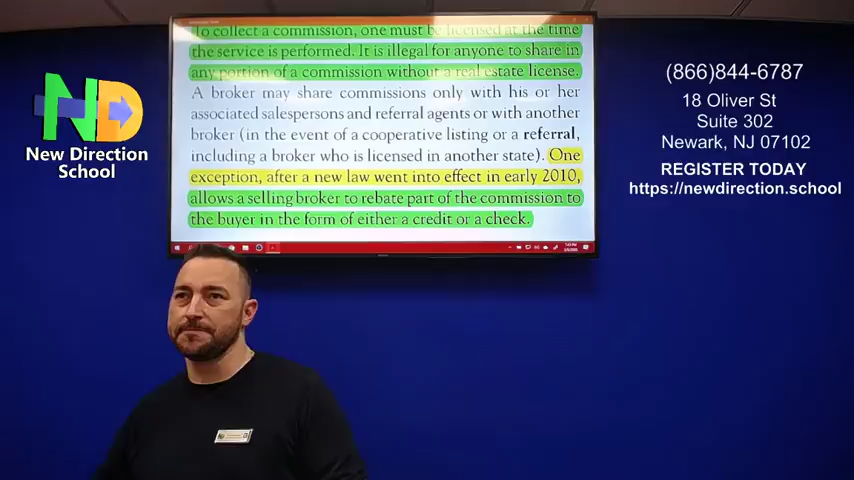 To collect a commission, one must be licensed at the time
the service is performed. It is illegal for anyone to share in
any portion of a commission without a real estate license.
A broker may share commissions only with his or her
associated salespersons and referral agents or with another
broker (in the event of a cooperative listing or a referral,
including a broker who is licensed in another state). One
exception, after a new law went into effect in early 2010,
allows a selling broker to rebate part of the commission to
the buyer in the form of either a credit or a check.
ND
New Direction
School
(866)844-6787
18 Oliver St
Suite 302
Newark, NJ 07102
REGISTER TODAY
https://newdirection.school